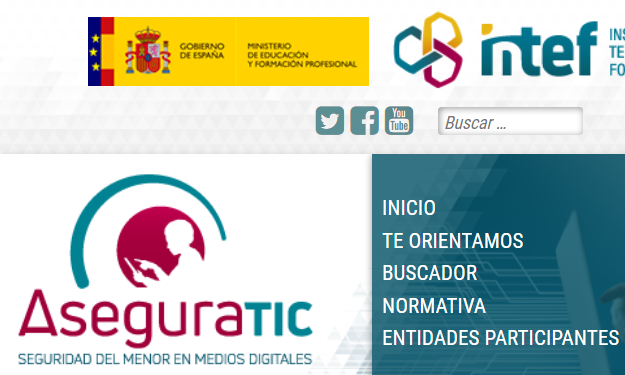 GOBIERNO
DE ESPAÑA
MINISTERIO
DE EDUCACIÓN
Y FORMACIÓN PROFESIONAL
intef
INS
TE
FO
You
Tube
Buscar ...
INICIO
TE ORIENTAMOS
BUSCADOR
NORMATIVA
ENTIDADES PARTICIPANTES
AseguraTIC
SEGURIDAD DEL MENOR EN MEDIOS DIGITALES